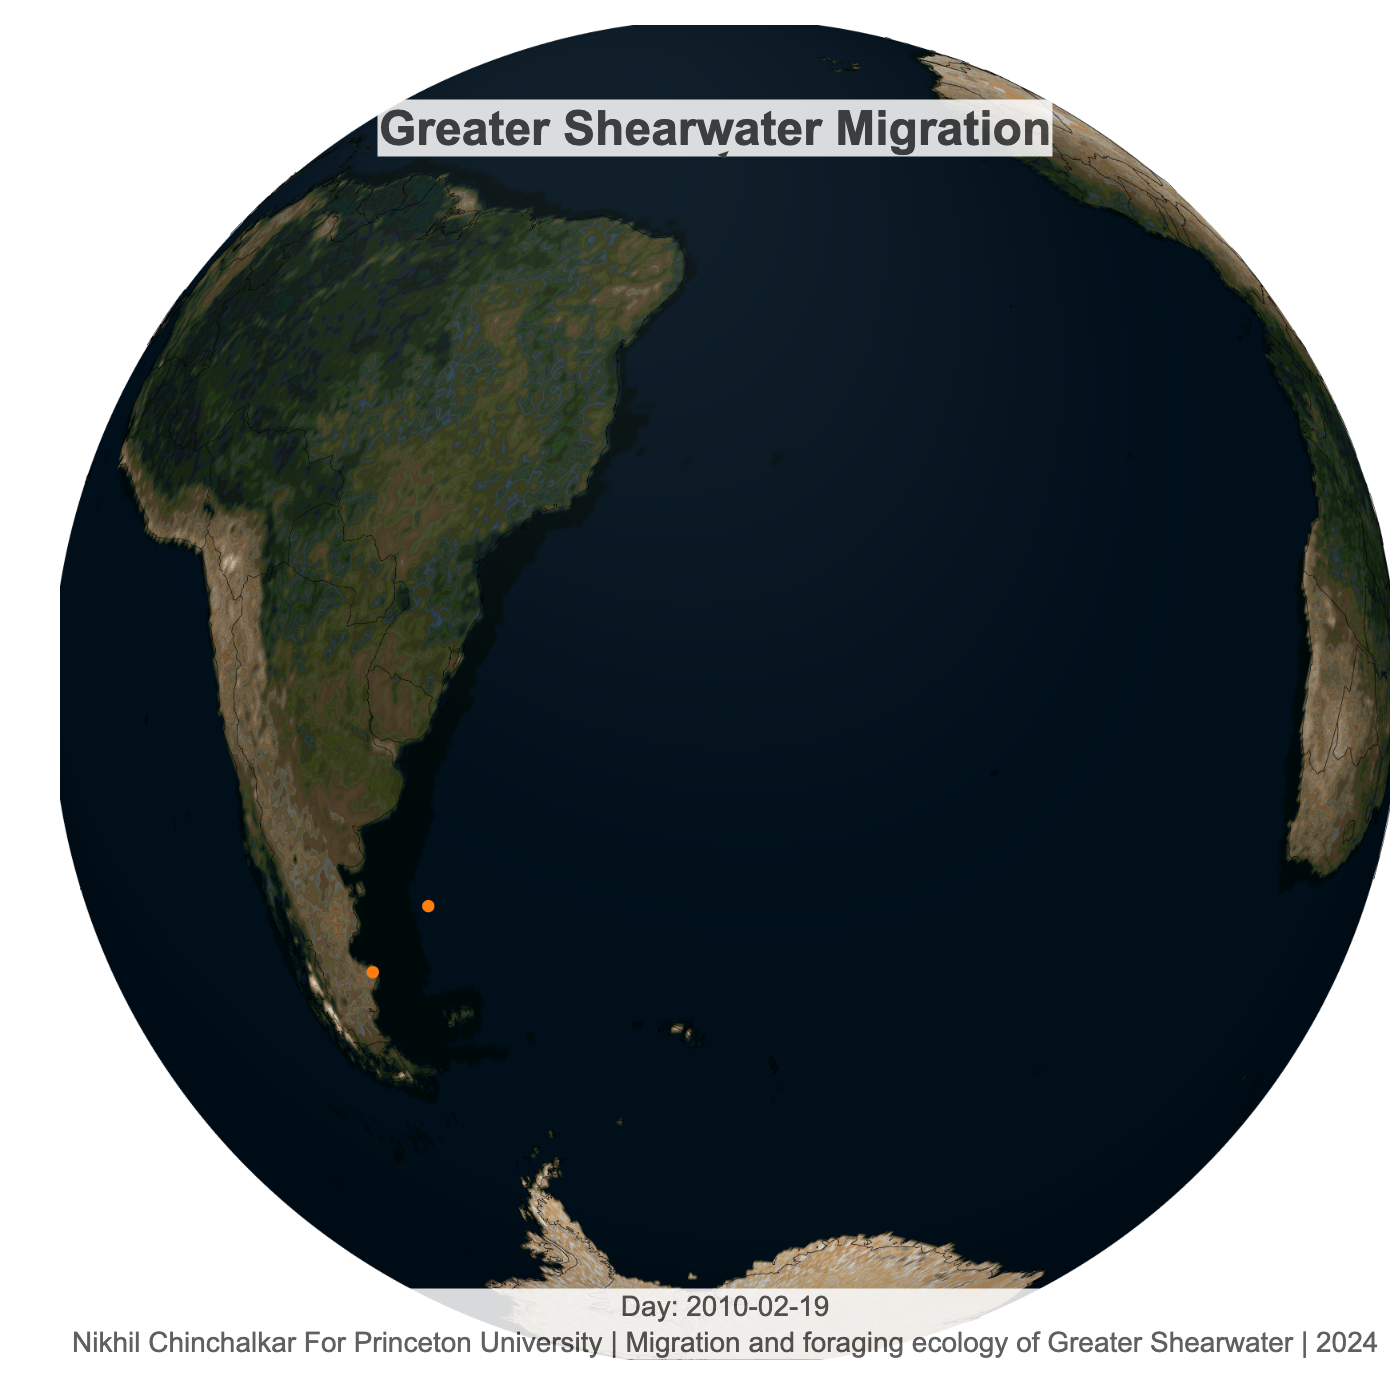 Greater Shearwater Migration
Day: 2010-02-19
Nikhil Chinchalkar For Princeton University | Migration and foraging ecology of Greater Shearwater | 2024